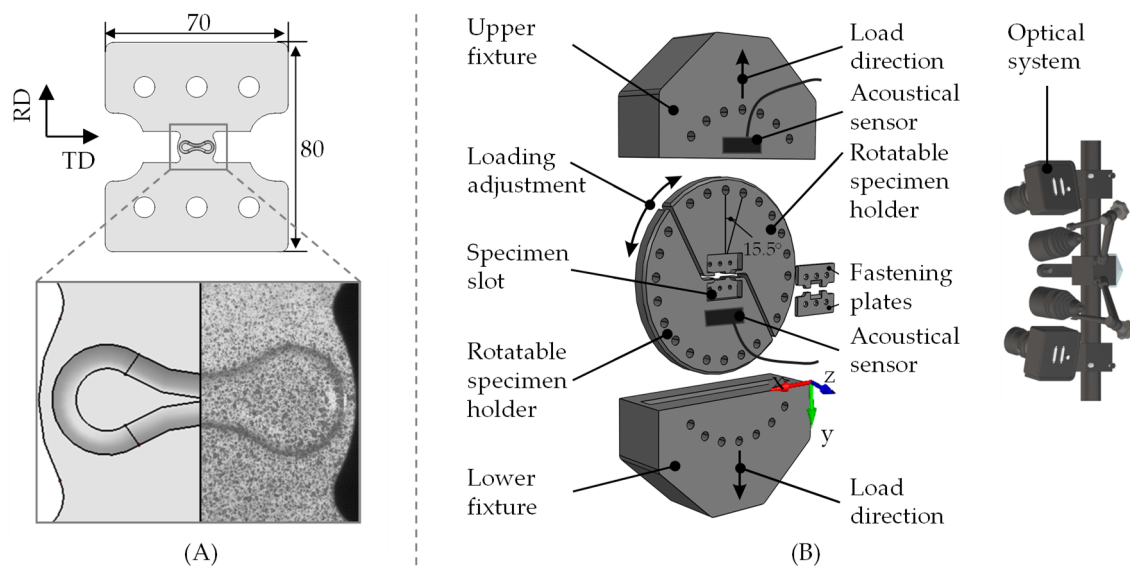 70
RD
TD
80
(A)
Upper
fixture
Load
direction
Acoustical
sensor
Optical
system
Loading
adjustment
Rotatable
specimen
holder
15.5°
Specimen
slot
Fastening
plates
Rotatable
specimen
holder
Acoustical
sensor
x
z
y
Lower
fixture
Load
direction
(B)